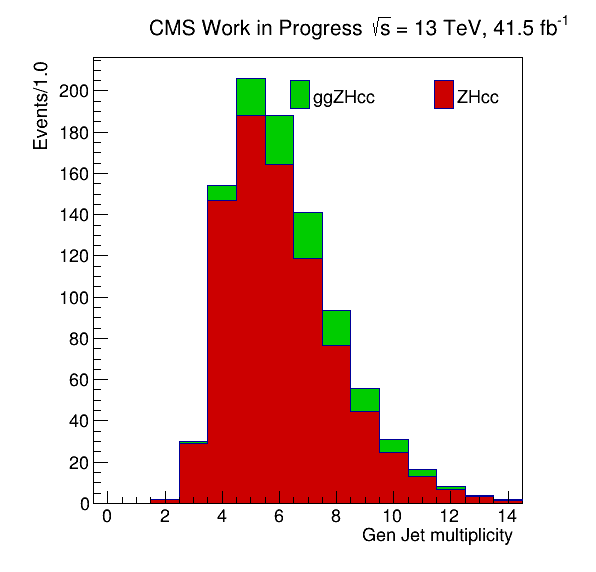 CMS Work in Progress √s = 13 TeV, 41.5 fb⁻¹
Events/1.0
ggZHcc ZHcc
200
180
160
140
120
100
80
60
40
20
0
0 2 4 6 8 10 12 14
Gen Jet multiplicity